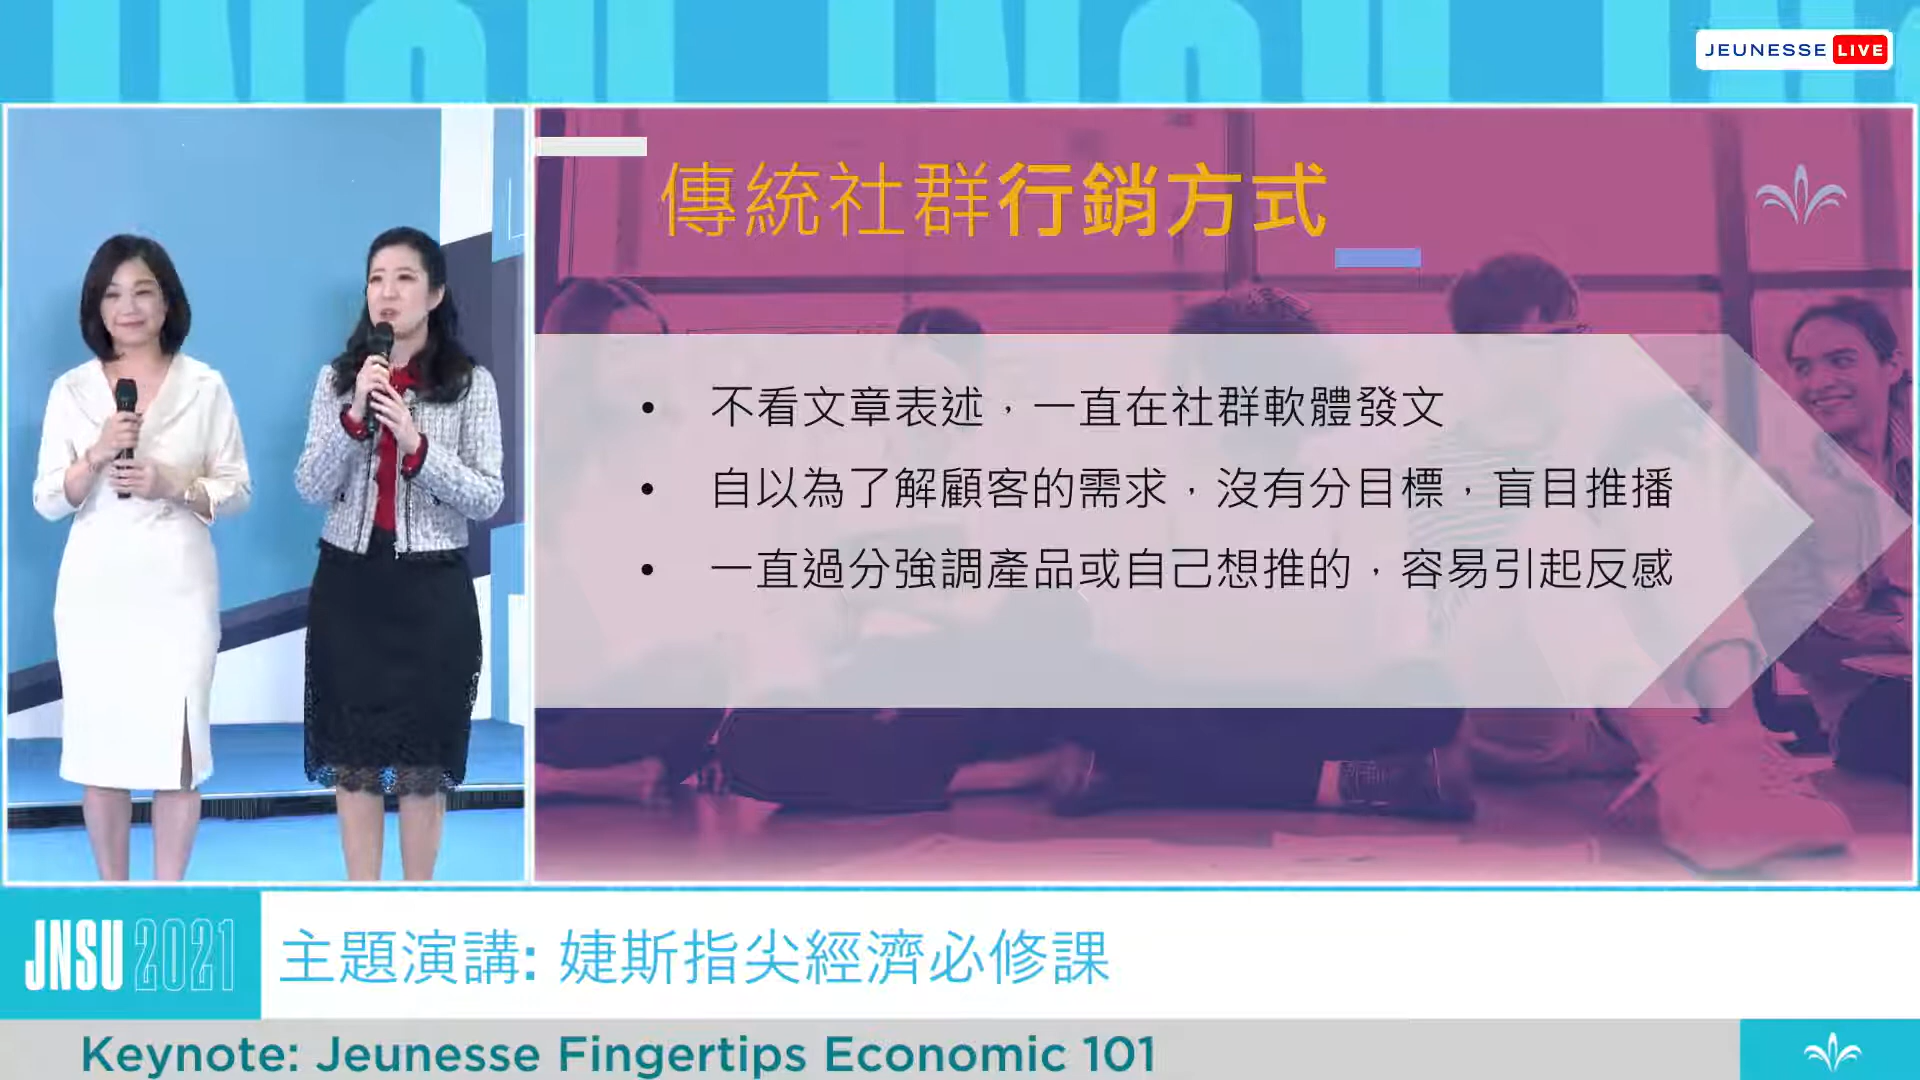 JEUNESSE LIVE
傳統社群行銷方式
• 不看文章表述，一直在社群軟體發文
• 自以為了解顧客的需求，沒有分目標，盲目推播
• 一直過分強調產品或自己想推的，容易引起反感
JNSU 2021
主題演講: 婕斯指尖經濟必修課
Keynote: Jeunesse Fingertips Economic 101